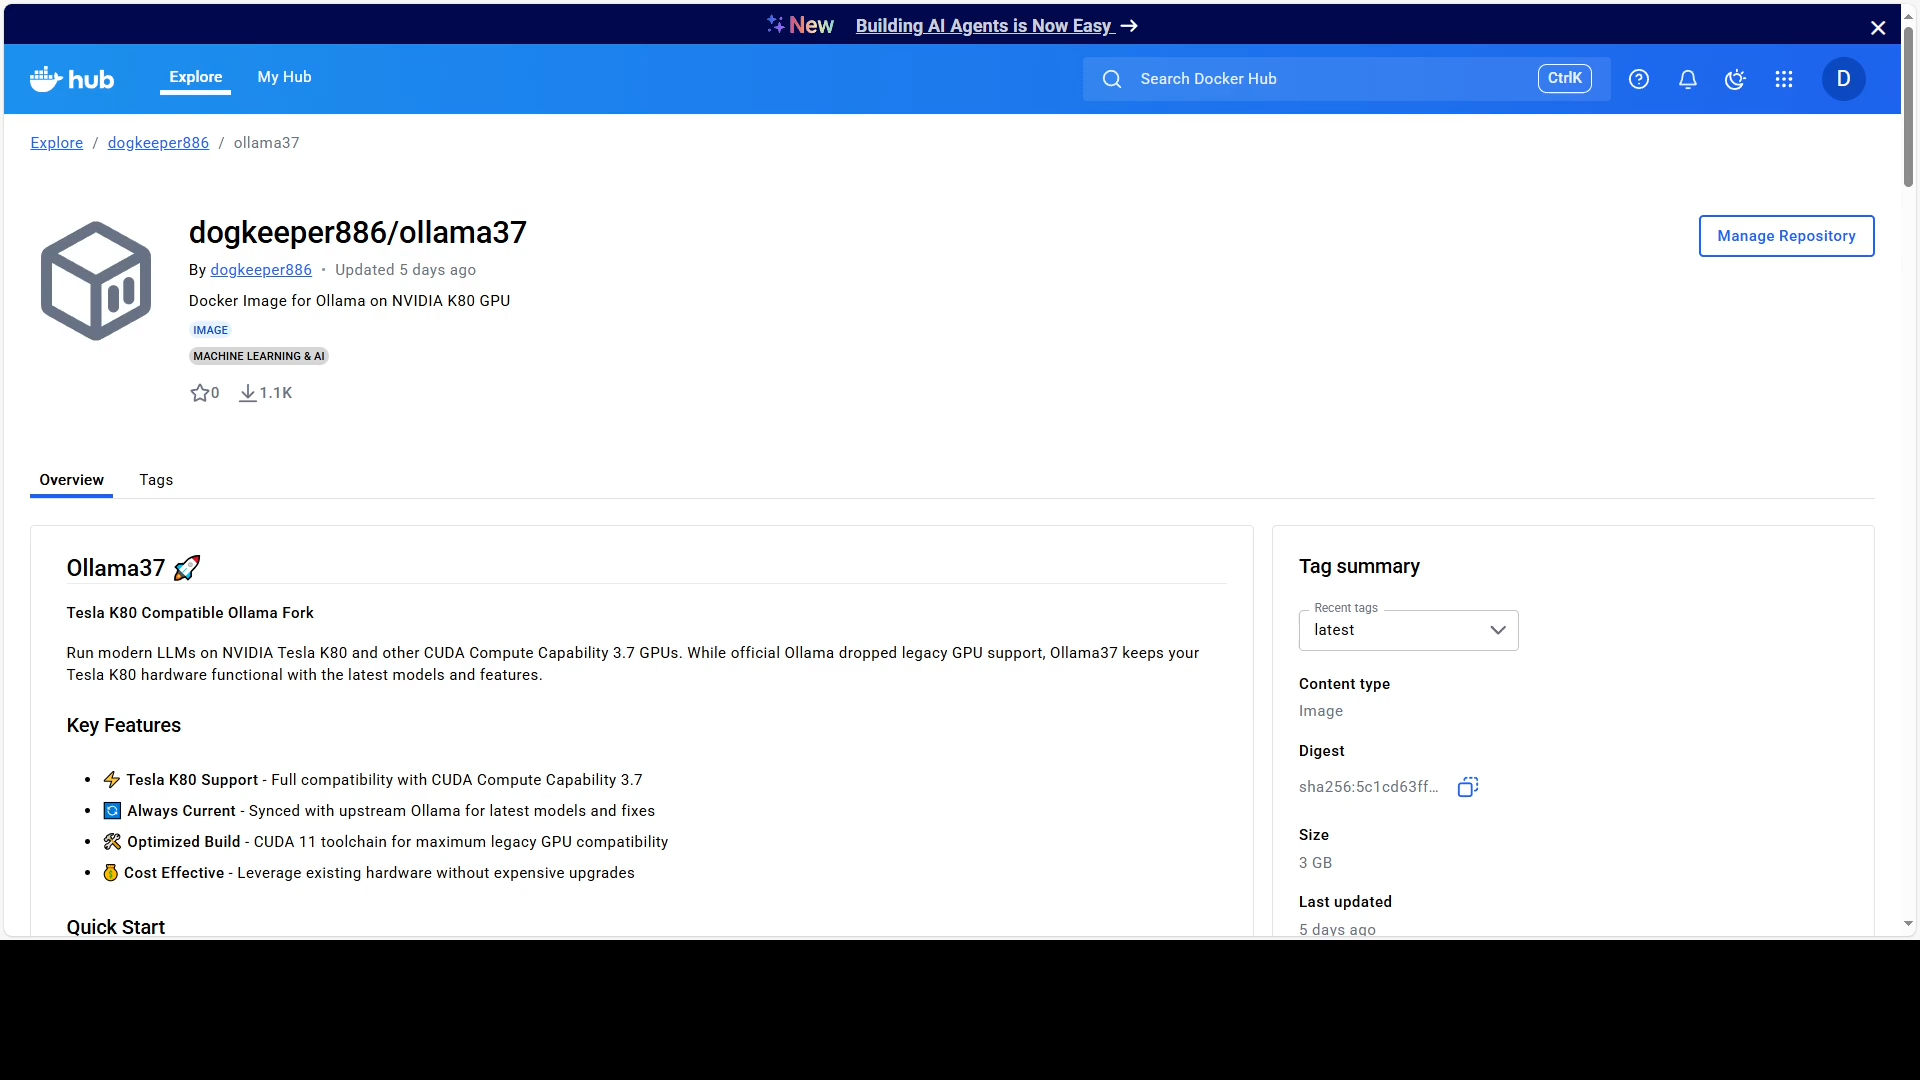 New Building AI Agents is Now Easy →
hub Explore My Hub Search Docker Hub CtrlK D
Explore / dogkeeper886 / ollama37
dogkeeper886/ollama37
Manage Repository
By dogkeeper886 • Updated 5 days ago
Docker Image for Ollama on NVIDIA K80 GPU
IMAGE
MACHINE LEARNING & AI
0 1.1K
Overview Tags
Ollama37 🚀
Tesla K80 Compatible Ollama Fork
Run modern LLMs on NVIDIA Tesla K80 and other CUDA Compute Capability 3.7 GPUs. While official Ollama dropped legacy GPU support, Ollama37 keeps your
Tesla K80 hardware functional with the latest models and features.
Key Features
• ⚡ Tesla K80 Support - Full compatibility with CUDA Compute Capability 3.7
• 🔄 Always Current - Synced with upstream Ollama for latest models and fixes
• 🛠 Optimized Build - CUDA 11 toolchain for maximum legacy GPU compatibility
• 💰 Cost Effective - Leverage existing hardware without expensive upgrades
Quick Start
Tag summary
Recent tags
latest
Content type
Image
Digest
sha256:5c1cd63ff…
Size
3 GB
Last updated
5 days ago